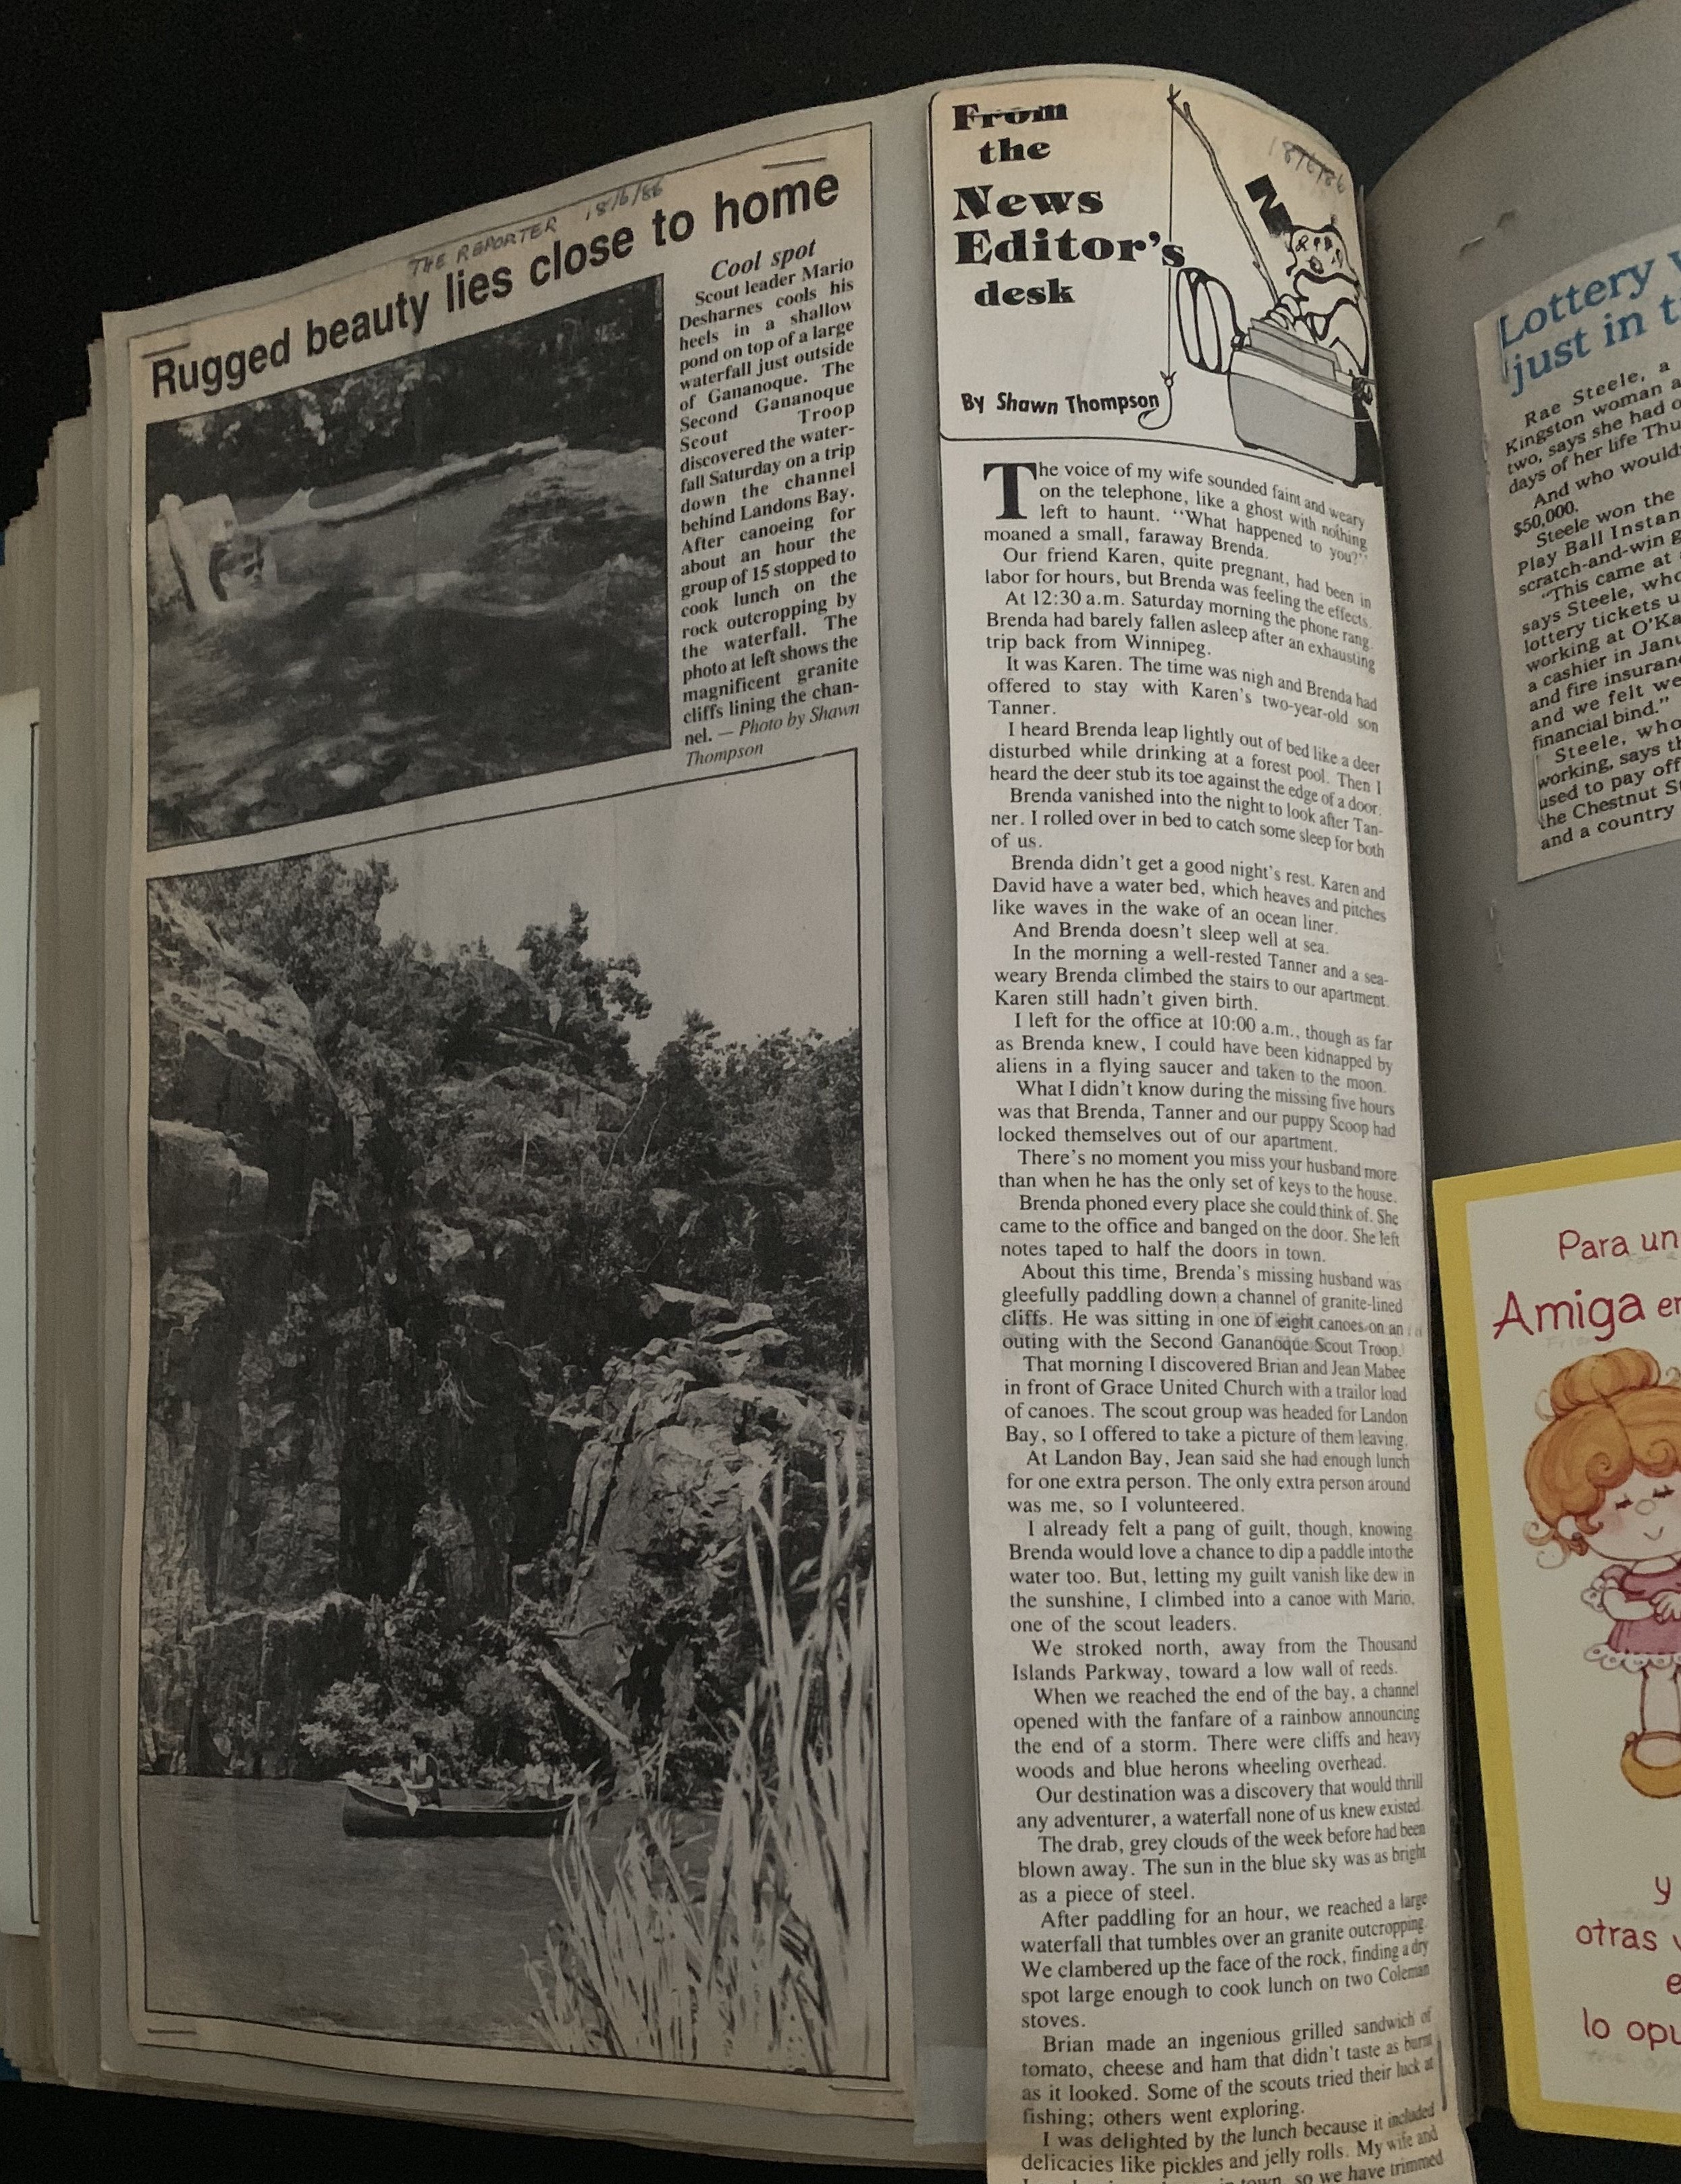 THE REPORTER 18/6/86
Rugged beauty lies close to home
Cool spot
Scout leader Mario
Desharnes cools his
heels in a shallow
pond on top of a large
waterfall just outside
of Gananoque. The
Second Gananoque
Scout Troop
discovered the water-
fall Saturday on a trip
down the channel
behind Landons Bay.
After canoeing for
about an hour the
group of 15 stopped to
cook lunch on the
rock outcropping by
the waterfall. The
photo at left shows the
magnificent granite
cliffs lining the chan-
nel. — Photo by Shawn
Thompson
From
the
News
Editor's
desk
18/6/86
By Shawn Thompson
The voice of my wife sounded faint and weary
on the telephone, like a ghost with nothing
left to haunt. "What happened to you?"
moaned a small, faraway Brenda.
Our friend Karen, quite pregnant, had been in
labor for hours, but Brenda was feeling the effects.
At 12:30 a.m. Saturday morning the phone rang.
Brenda had barely fallen asleep after an exhausting
trip back from Winnipeg.
It was Karen. The time was nigh and Brenda had
offered to stay with Karen's two-year-old son
Tanner.
I heard Brenda leap lightly out of bed like a deer
disturbed while drinking at a forest pool. Then I
heard the deer stub its toe against the edge of a door.
Brenda vanished into the night to look after Tan-
ner. I rolled over in bed to catch some sleep for both
of us.
Brenda didn't get a good night's rest. Karen and
David have a water bed, which heaves and pitches
like waves in the wake of an ocean liner.
And Brenda doesn't sleep well at sea.
In the morning a well-rested Tanner and a sea-
weary Brenda climbed the stairs to our apartment.
Karen still hadn't given birth.
I left for the office at 10:00 a.m., though as far
as Brenda knew, I could have been kidnapped by
aliens in a flying saucer and taken to the moon.
What I didn't know during the missing five hours
was that Brenda, Tanner and our puppy Scoop had
locked themselves out of our apartment.
There's no moment you miss your husband more
than when he has the only set of keys to the house.
Brenda phoned every place she could think of. She
came to the office and banged on the door. She left
notes taped to half the doors in town.
About this time, Brenda's missing husband was
gleefully paddling down a channel of granite-lined
cliffs. He was sitting in one of eight canoes on an
outing with the Second Gananoque Scout Troop.
That morning I discovered Brian and Jean Mabee
in front of Grace United Church with a trailor load
of canoes. The scout group was headed for Landon
Bay, so I offered to take a picture of them leaving.
At Landon Bay, Jean said she had enough lunch
for one extra person. The only extra person around
was me, so I volunteered.
I already felt a pang of guilt, though, knowing
Brenda would love a chance to dip a paddle into the
water too. But, letting my guilt vanish like dew in
the sunshine, I climbed into a canoe with Mario,
one of the scout leaders.
We stroked north, away from the Thousand
Islands Parkway, toward a low wall of reeds.
When we reached the end of the bay, a channel
opened with the fanfare of a rainbow announcing
the end of a storm. There were cliffs and heavy
woods and blue herons wheeling overhead.
Our destination was a discovery that would thrill
any adventurer, a waterfall none of us knew existed.
The drab, grey clouds of the week before had been
blown away. The sun in the blue sky was as bright
as a piece of steel.
After paddling for an hour, we reached a large
waterfall that tumbles over an granite outcropping.
We clambered up the face of the rock, finding a dry
spot large enough to cook lunch on two Coleman
stoves.
Brian made an ingenious grilled sandwich of
tomato, cheese and ham that didn't taste as burnt
as it looked. Some of the scouts tried their luck at
fishing; others went exploring.
I was delighted by the lunch because it included
delicacies like pickles and jelly rolls. My wife and
town, so we have trimmed
Lottery
just in t
Rae Steele, a
Kingston woman a
two, says she had o
days of her life Thu
And who would
$50,000.
Steele won the
Play Ball Instan
scratch-and-win g
"This came at
says Steele, who
lottery tickets u
working at O'Ka
a cashier in Janu
and fire insuran
and we felt we
financial bind."
Steele, who
working, says th
used to pay off
the Chestnut St
and a country
Para un
Amiga en
y
otras v
e
lo opu